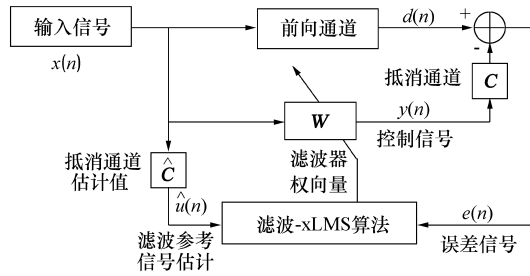 输入信号
x(n)
前向通道
d(n)
+
-
抵消通道
C
W
y(n)
控制信号
滤波器
权向量
抵消通道
估计值
Ĉ
û(n)
滤波参考
信号估计
滤波-xLMS算法
e(n)
误差信号